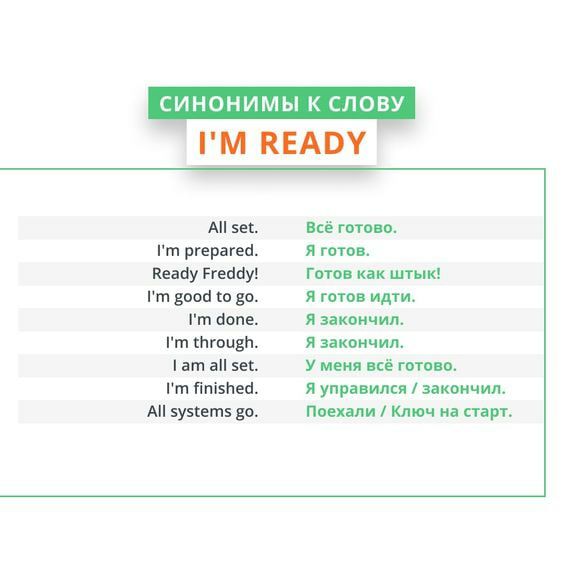 СИНОНИМЫ К СЛОВУ
I'M READY
All set. Всё готово.
I'm prepared. Я готов.
Ready Freddy! Готов как штык!
I'm good to go. Я готов идти.
I'm done. Я закончил.
I'm through. Я закончил.
I am all set. У меня всё готово.
I'm finished. Я управился / закончил.
All systems go. Поехали / Ключ на старт.